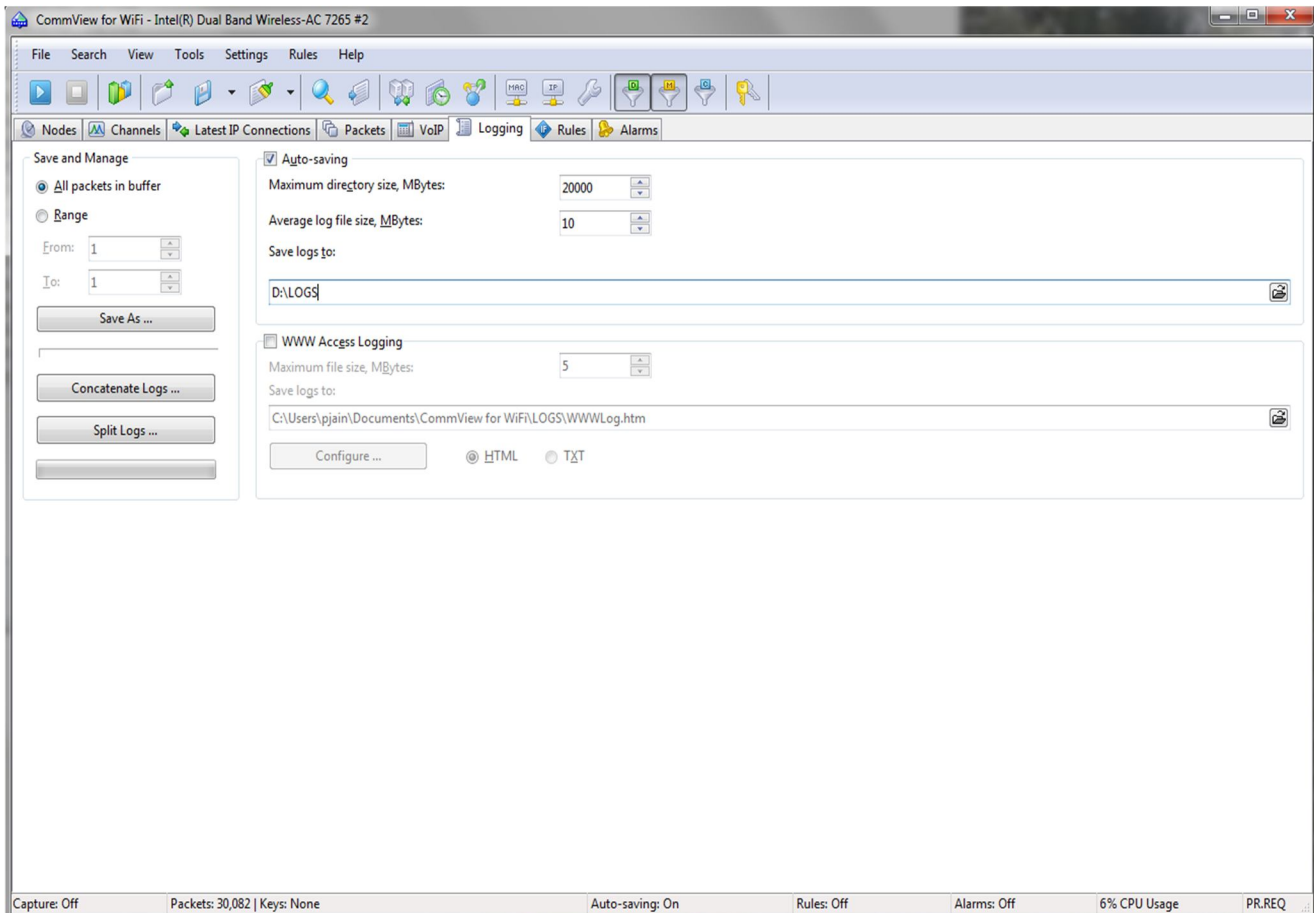 CommView for WiFi - Intel(R) Dual Band Wireless-AC 7265 #2
File Search View Tools Settings Rules Help
MAC IP D M C
Nodes Channels Latest IP Connections Packets VoIP Logging IP Rules Alarms
Save and Manage
All packets in buffer
Range
From: 1
To: 1
Save As ...
Concatenate Logs ...
Split Logs ...
Auto-saving
Maximum directory size, MBytes: 20000
Average log file size, MBytes: 10
Save logs to:
D:\LOGS
WWW Access Logging
Maximum file size, MBytes: 5
Save logs to:
C:\Users\pjain\Documents\CommView for WiFi\LOGS\WWWLog.htm
Configure ... HTML TXT
Capture: Off Packets: 30,082 | Keys: None Auto-saving: On Rules: Off Alarms: Off 6% CPU Usage PR.REQ